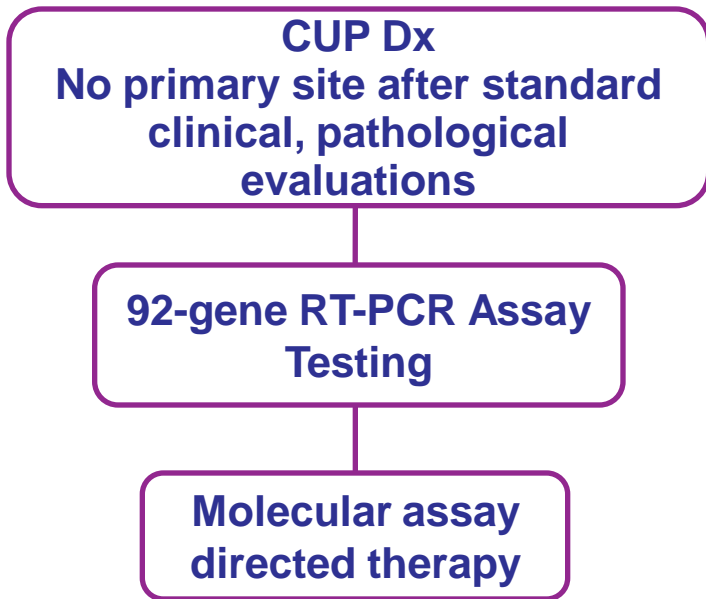 CUP Dx
No primary site after standard
clinical, pathological
evaluations
92-gene RT-PCR Assay
Testing
Molecular assay
directed therapy